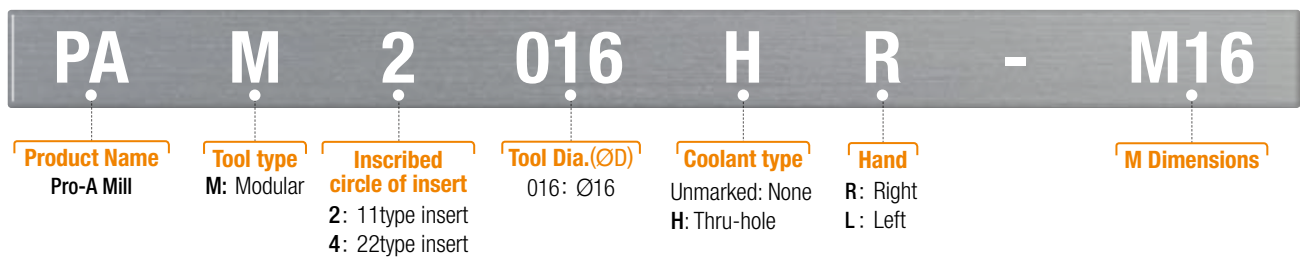 PA M 2 016 H R - M16
Product Name
Pro-A Mill
Tool type
M: Modular
Inscribed
circle of insert
2: 11type insert
4: 22type insert
Tool Dia.(ØD)
016: Ø16
Coolant type
Unmarked: None
H: Thru-hole
Hand
R: Right
L: Left
M Dimensions